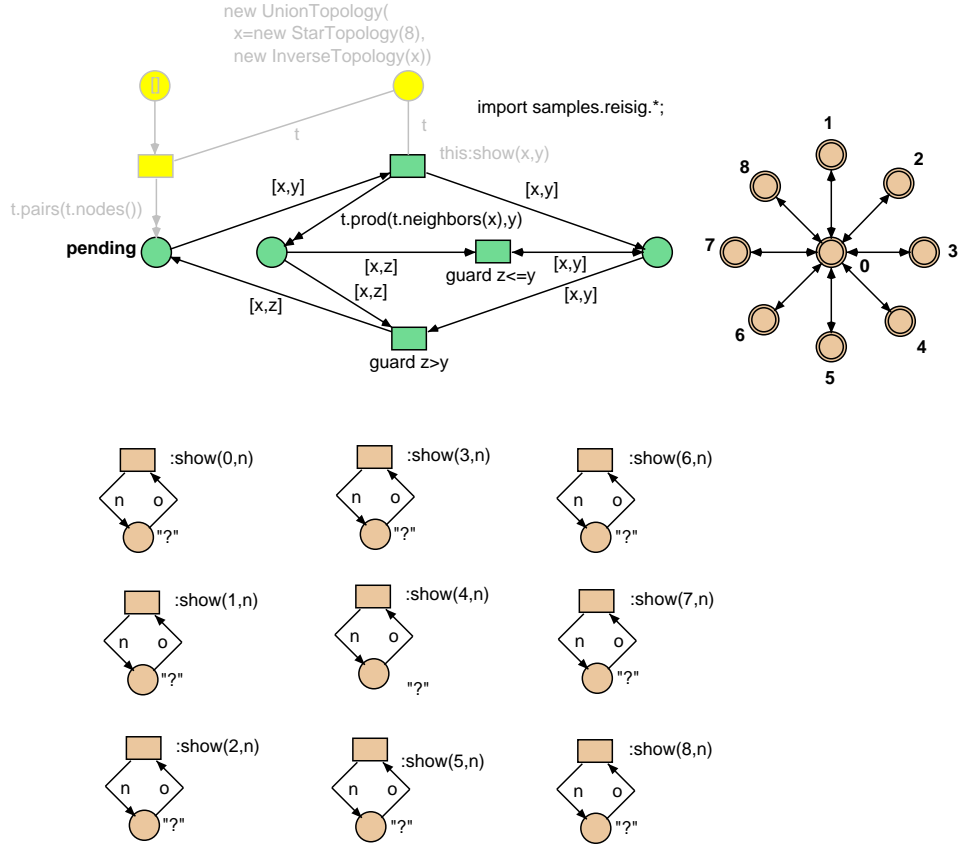 new UnionTopology(
x=new StarTopology(8),
new InverseTopology(x))
[]
import samples.reisig.*;
t
t
this:show(x,y)
t.pairs(t.nodes())
[x,y]
[x,y]
t.prod(t.neighbors(x),y)
pending
[x,z]
guard z<=y
[x,y]
[x,z]
[x,z]
[x,y]
guard z>y
1
2
8
7
0
3
6
4
5
:show(0,n)
n o
"?"
:show(3,n)
n o
"?"
:show(6,n)
n o
"?"
:show(1,n)
n o
"?"
:show(4,n)
n o
"?"
:show(7,n)
n o
"?"
:show(2,n)
n o
"?"
:show(5,n)
n o
"?"
:show(8,n)
n o
"?"